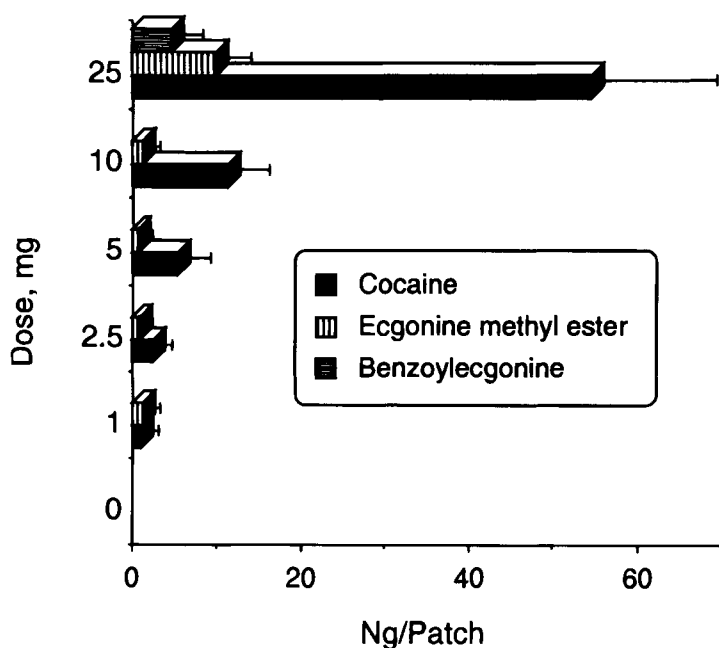 Dose, mg
25
10
5
2.5
1
0
Cocaine
Ecgonine methyl ester
Benzoylecgonine
0 20 40 60
Ng/Patch